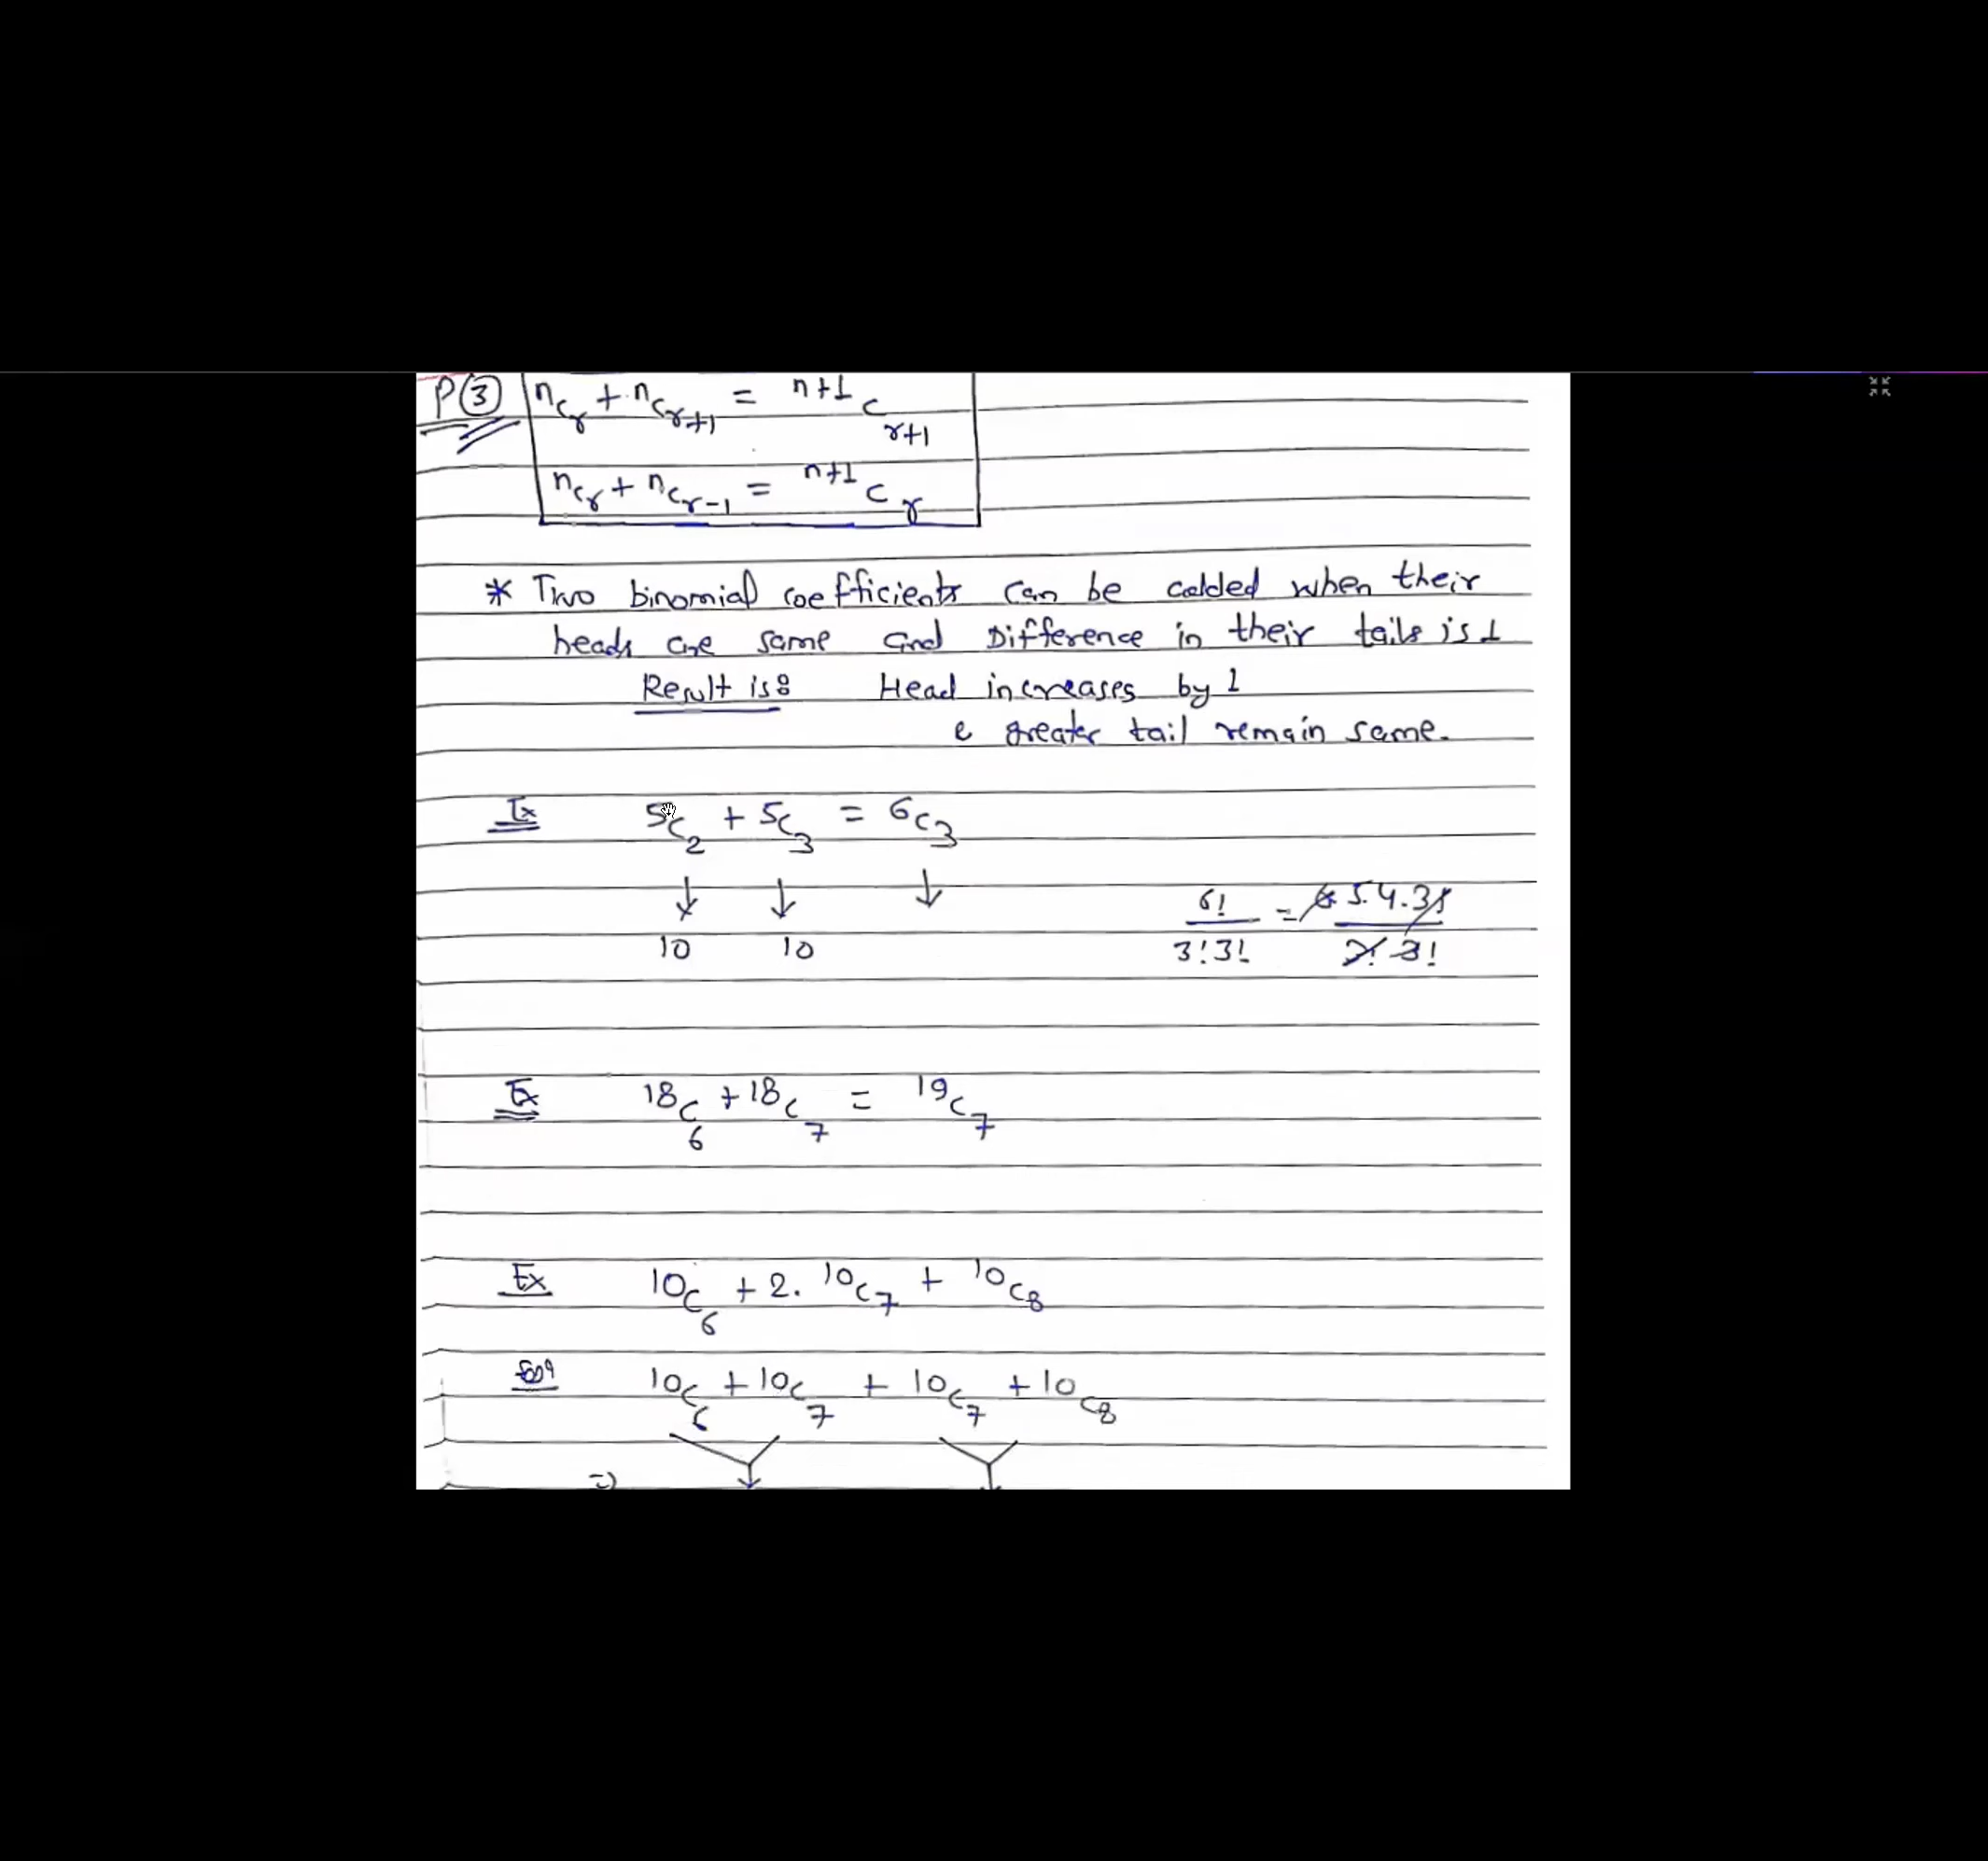 P(3) nCr + nCr+1 = n+1Cr+1
nCr + nCr-1 = n+1Cr
* Two binomial coefficients can be added when their
heads are same and Difference in their tails is 1
Result is: Head increases by 1
& greater tail remain same.
Ex 5C2 + 5C3 = 6C3
↓ ↓ ↓ 6!/3!3! = 6.5.4.3!/3! 3!
10 10
Ex 18C6 + 18C7 = 19C7
Ex 10C6 + 2. 10C7 + 10C8
Soln 10C6 + 10C7 + 10C7 + 10C8
=)